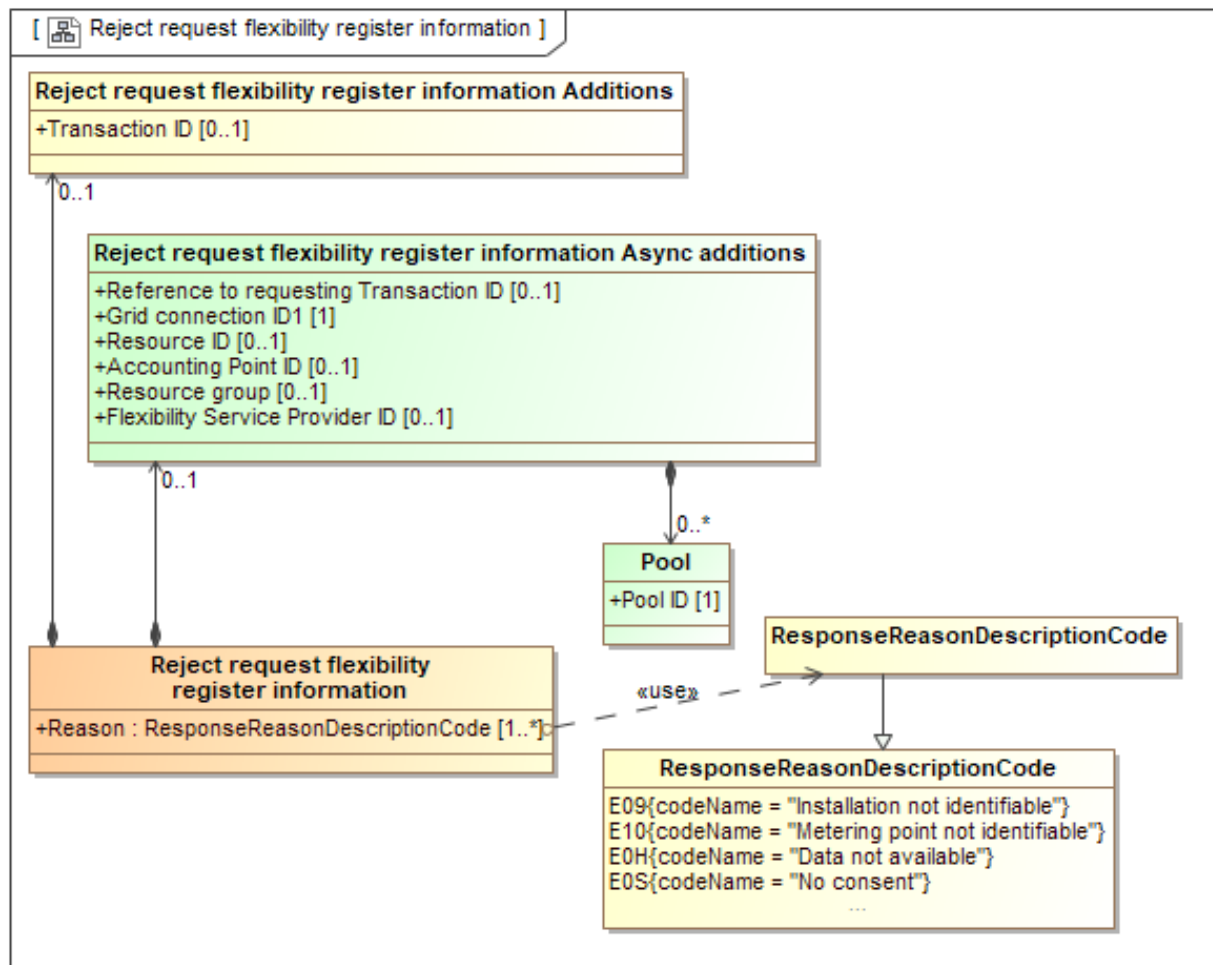 [ Reject request flexibility register information ]
Reject request flexibility register information Additions
+Transaction ID [0..1]
0..1
Reject request flexibility register information Async additions
+Reference to requesting Transaction ID [0..1]
+Grid connection ID1 [1]
+Resource ID [0..1]
+Accounting Point ID [0..1]
+Resource group [0..1]
+Flexibility Service Provider ID [0..1]
0..1
0..*
Pool
+Pool ID [1]
Reject request flexibility
register information
+Reason : ResponseReasonDescriptionCode [1..*]
«use»
ResponseReasonDescriptionCode
ResponseReasonDescriptionCode
E09{codeName = "Installation not identifiable"}
E10{codeName = "Metering point not identifiable"}
E0H{codeName = "Data not available"}
E0S{codeName = "No consent"}
...